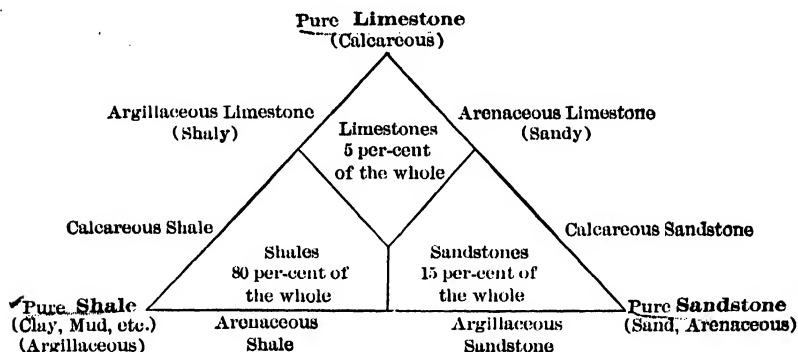 Pure Limestone
(Calcareous)
Argillaceous Limestone
(Shaly)
Arenaceous Limestone
(Sandy)
Limestones
5 per-cent
of the whole
Calcareous Shale
Calcareous Sandstone
Shales
80 per-cent of
the whole
Sandstones
15 per-cent of
the whole
Pure Shale
(Clay, Mud, etc.)
(Argillaceous)
Arenaceous
Shale
Argillaceous
Sandstone
Pure Sandstone
(Sand, Arenaceous)